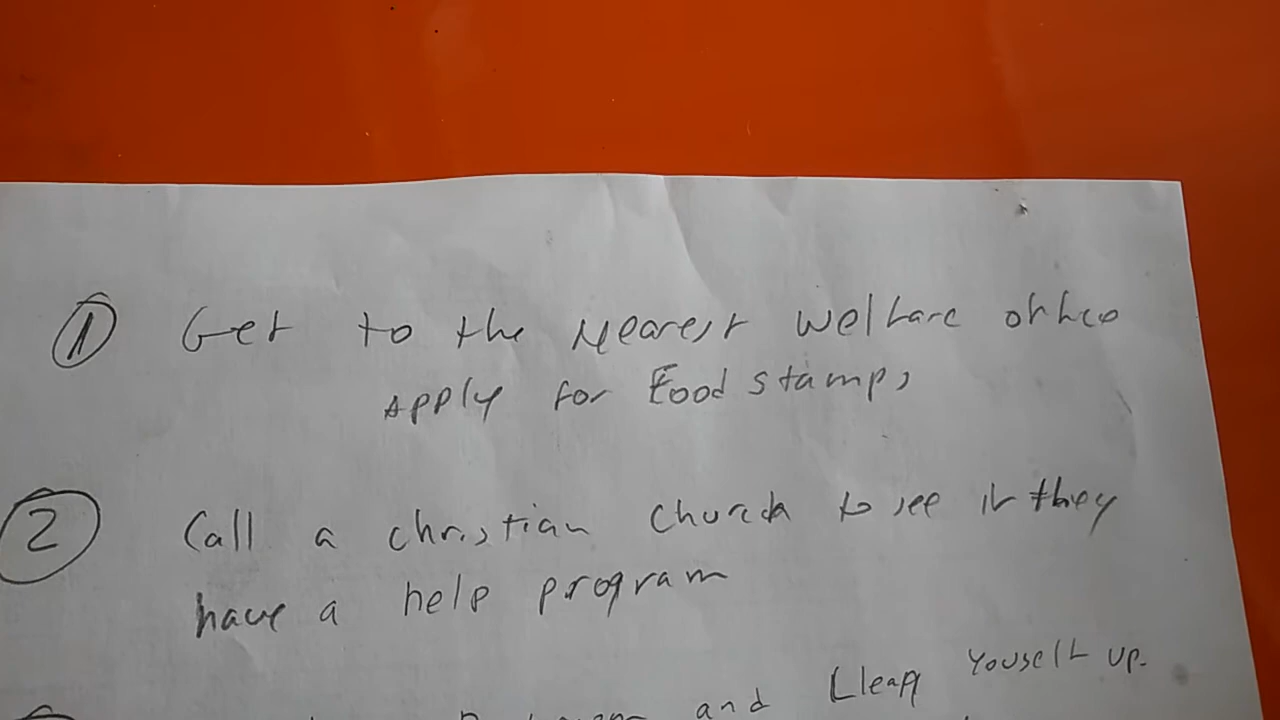 1 Get to the Nearest welfare office
Apply for Food stamps
2 Call a christian church to see if they
have a help program
and Clean Youself up.